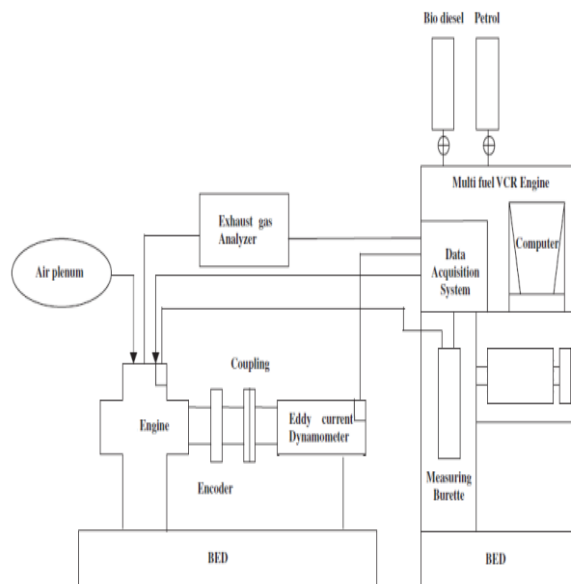 Bio diesel
Petrol
Multi fuel VCR Engine
Exhaust gas
Analyzer
Computer
Data
Acquisition
System
Air plenum
Coupling
Engine
Eddy current
Dynamometer
Encoder
Measuring
Burette
BED
BED